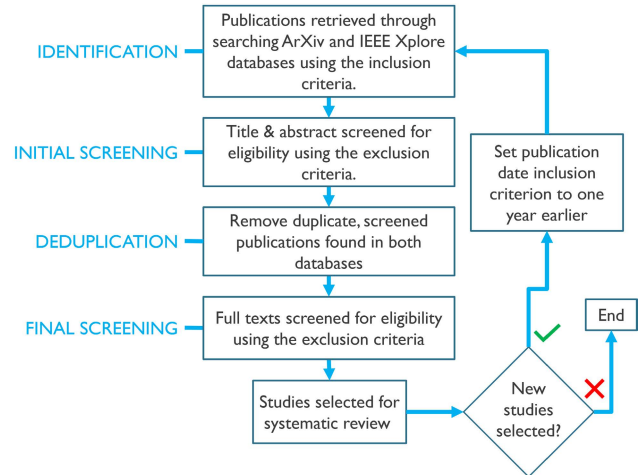 IDENTIFICATION
Publications retrieved through
searching ArXiv and IEEE Xplore
databases using the inclusion
criteria.
INITIAL SCREENING
Title & abstract screened for
eligibility using the exclusion
criteria.
DEDUPLICATION
Remove duplicate, screened
publications found in both
databases
FINAL SCREENING
Full texts screened for eligibility
using the exclusion criteria
Studies selected for
systematic review
New
studies
selected?
Set publication
date inclusion
criterion to one
year earlier
End